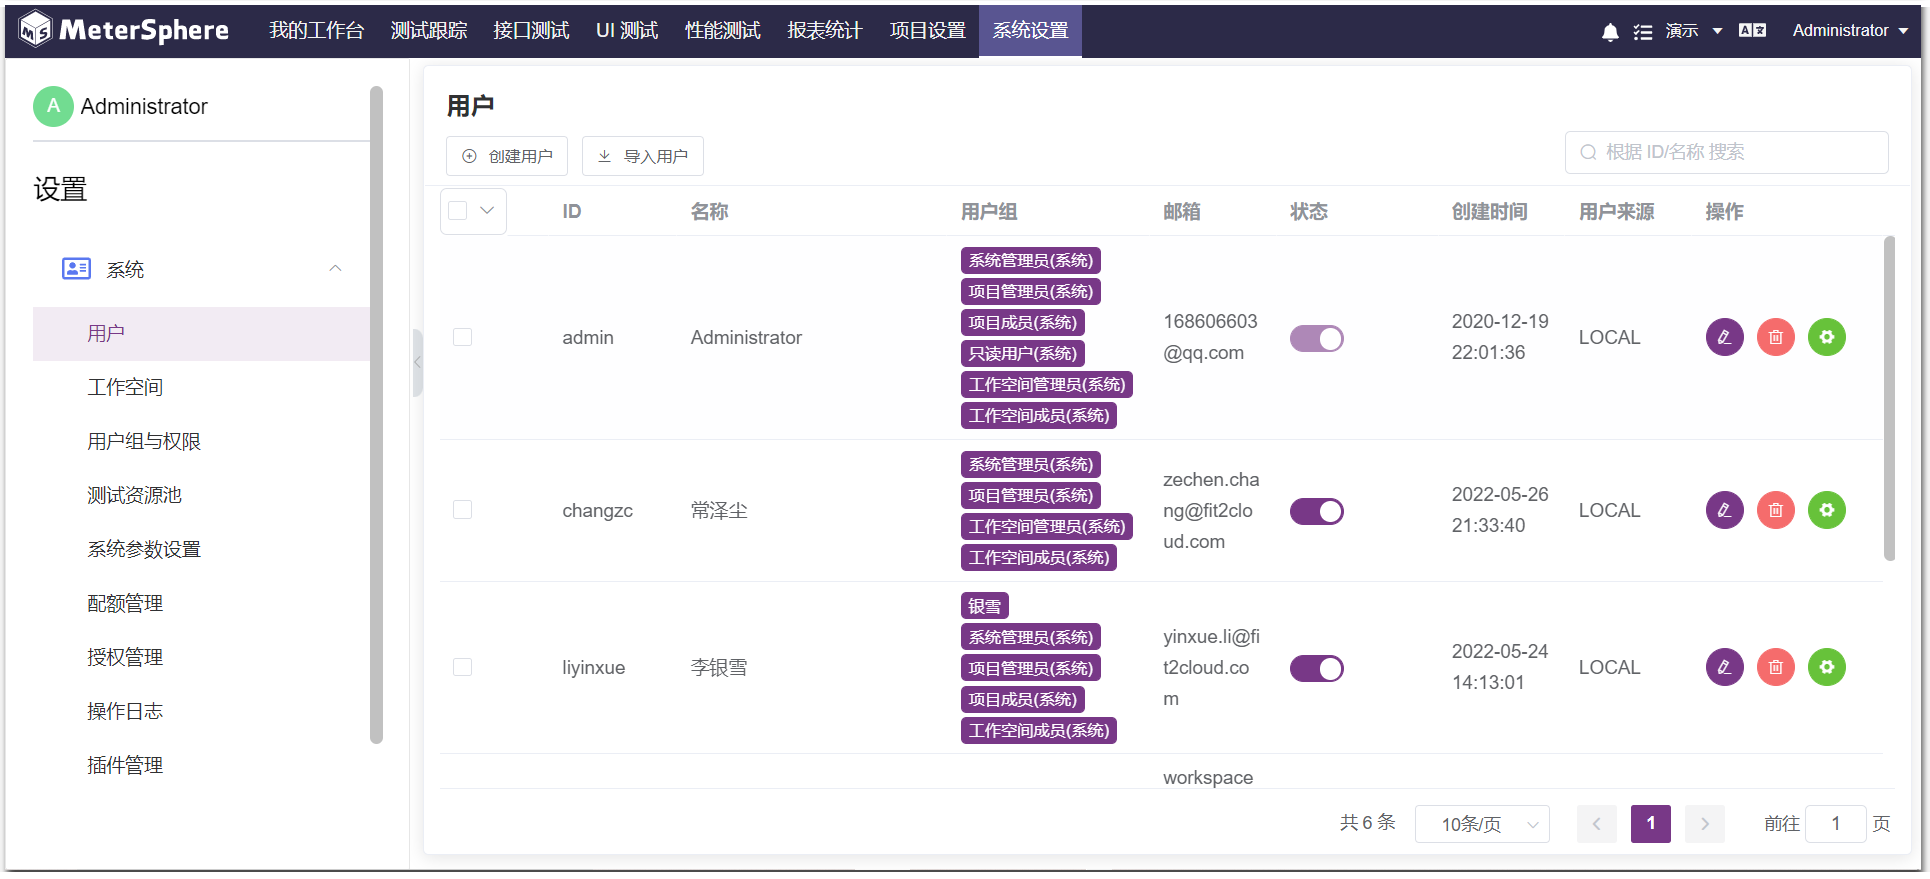 MeterSphere 我的工作台 测试跟踪 接口测试 UI 测试 性能测试 报表统计 项目设置 系统设置 演示 Administrator
A Administrator
设置
系统
用户
工作空间
用户组与权限
测试资源池
系统参数设置
配额管理
授权管理
操作日志
插件管理
用户
创建用户 导入用户 根据 ID/名称 搜索
ID 名称 用户组 邮箱 状态 创建时间 用户来源 操作
系统管理员(系统)
项目管理员(系统)
项目成员(系统)
只读用户(系统)
工作空间管理员(系统)
工作空间成员(系统)
admin Administrator
168606603
@qq.com
2020-12-19
22:01:36
LOCAL
系统管理员(系统)
项目管理员(系统)
工作空间管理员(系统)
工作空间成员(系统)
changzc 常泽尘
zechen.cha
ng@fit2clo
ud.com
2022-05-26
21:33:40
LOCAL
银雪
系统管理员(系统)
项目管理员(系统)
项目成员(系统)
工作空间成员(系统)
liyinxue 李银雪
yinxue.li@fi
t2cloud.co
m
2022-05-24
14:13:01
LOCAL
workspace
共 6 条 10条/页 1 前往 1 页